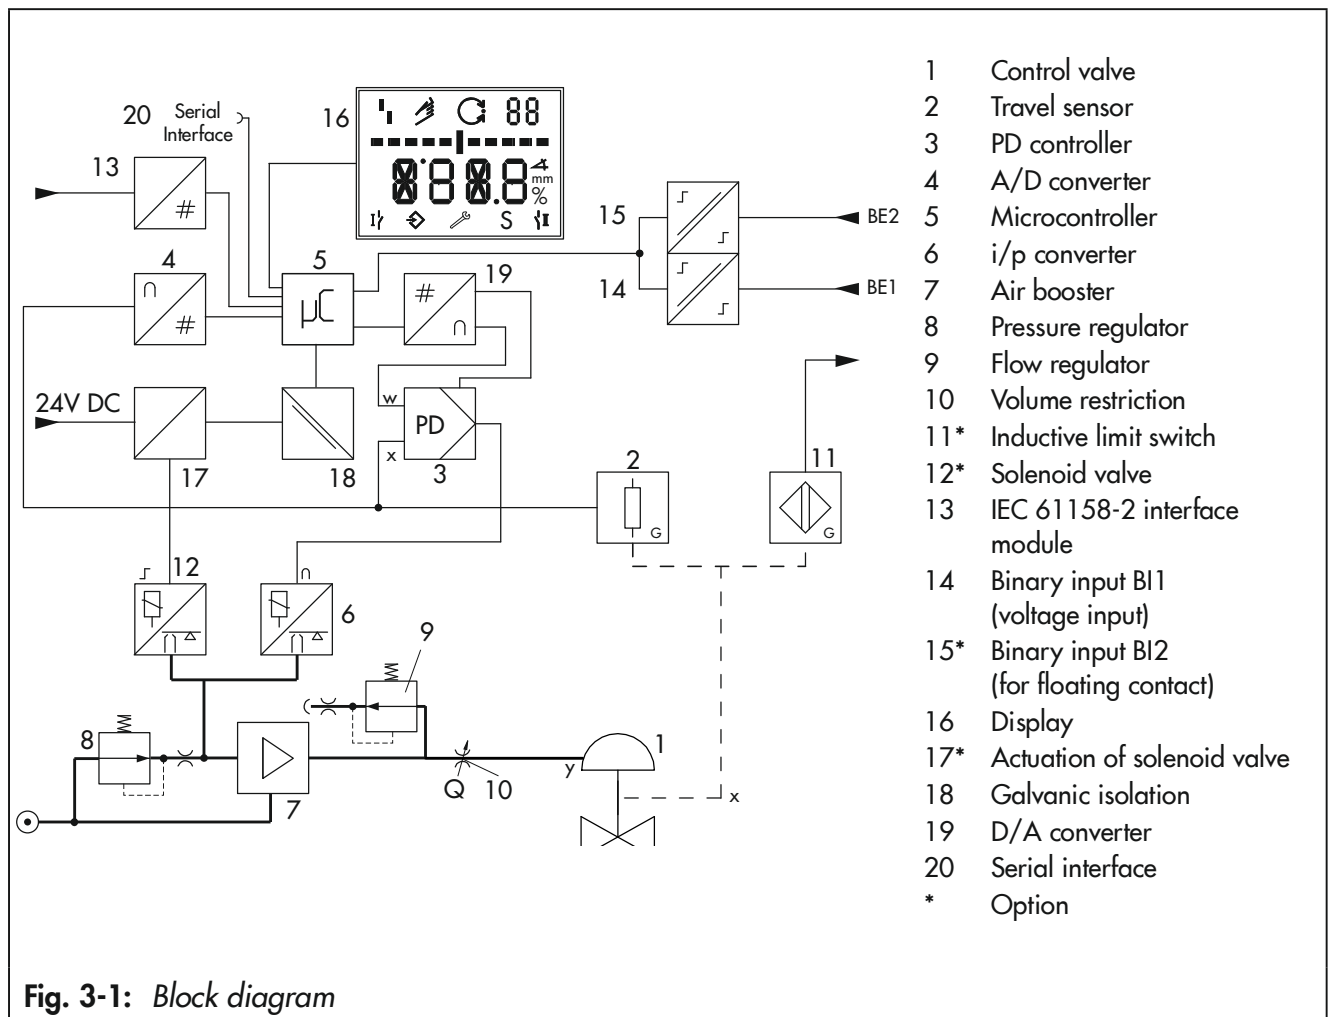 20 Serial
Interface
16
88
mm
%
S
13
#
4
#
5
µC
19
#
15
BE2
14
BE1
24V DC
17
18
w
PD
x
3
2
G
11
G
12
6
9
8
7
Q 10
y
1
x
1 Control valve
2 Travel sensor
3 PD controller
4 A/D converter
5 Microcontroller
6 i/p converter
7 Air booster
8 Pressure regulator
9 Flow regulator
10 Volume restriction
11* Inductive limit switch
12* Solenoid valve
13 IEC 61158-2 interface
module
14 Binary input BI1
(voltage input)
15* Binary input BI2
(for floating contact)
16 Display
17* Actuation of solenoid valve
18 Galvanic isolation
19 D/A converter
20 Serial interface
* Option
Fig. 3-1: Block diagram